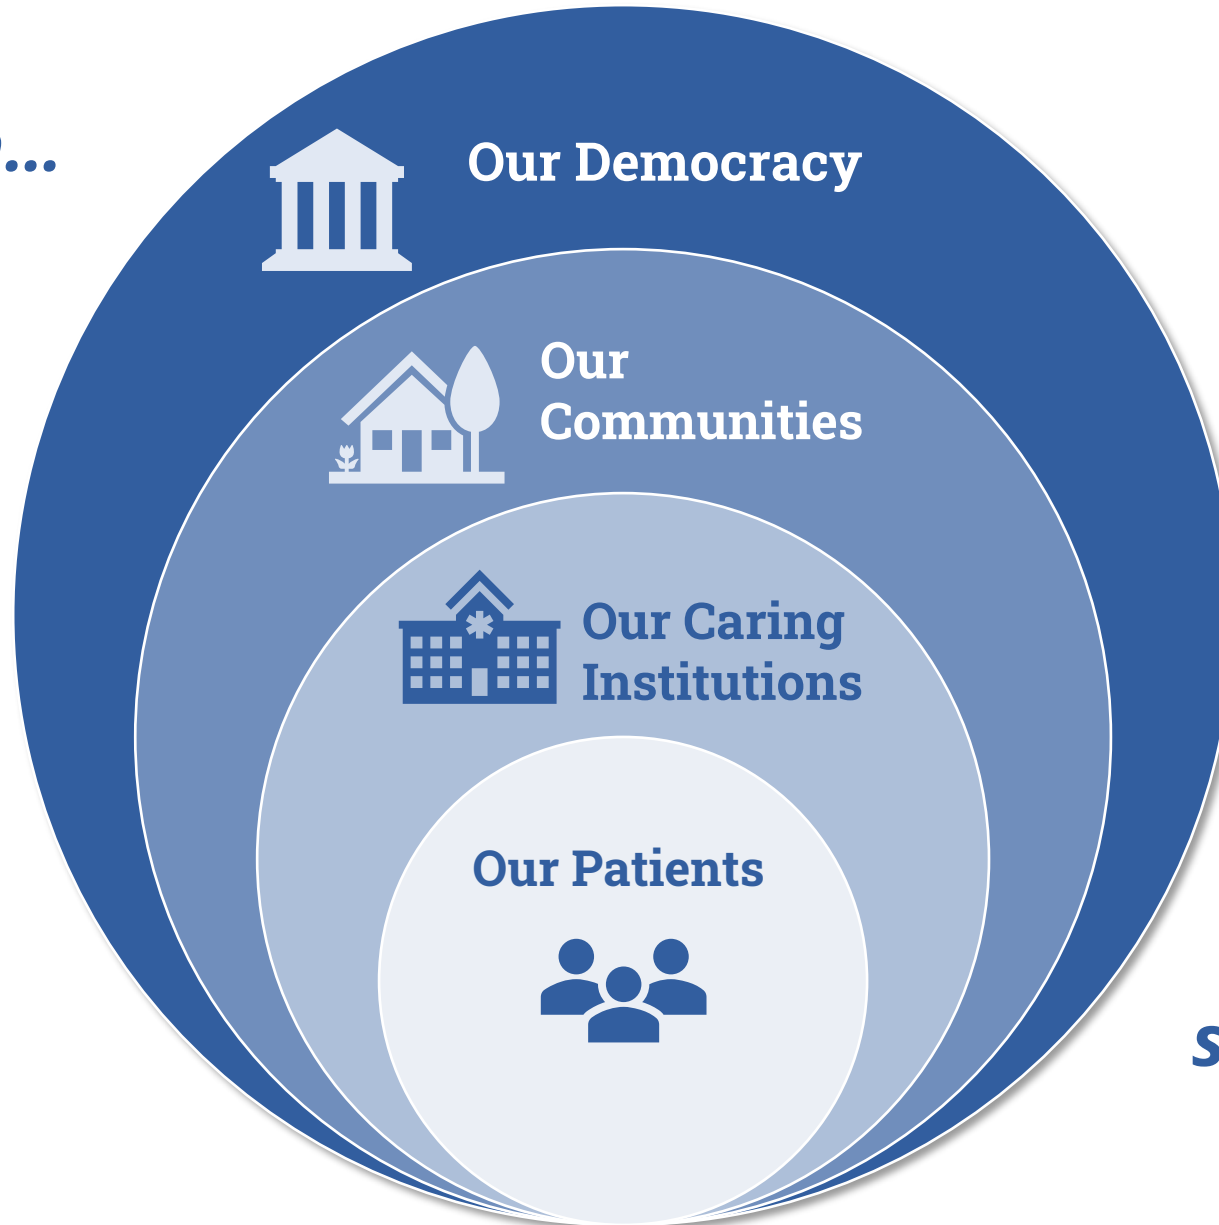 Our Democracy
Our
Communities
Our Caring
Institutions
Our Patients